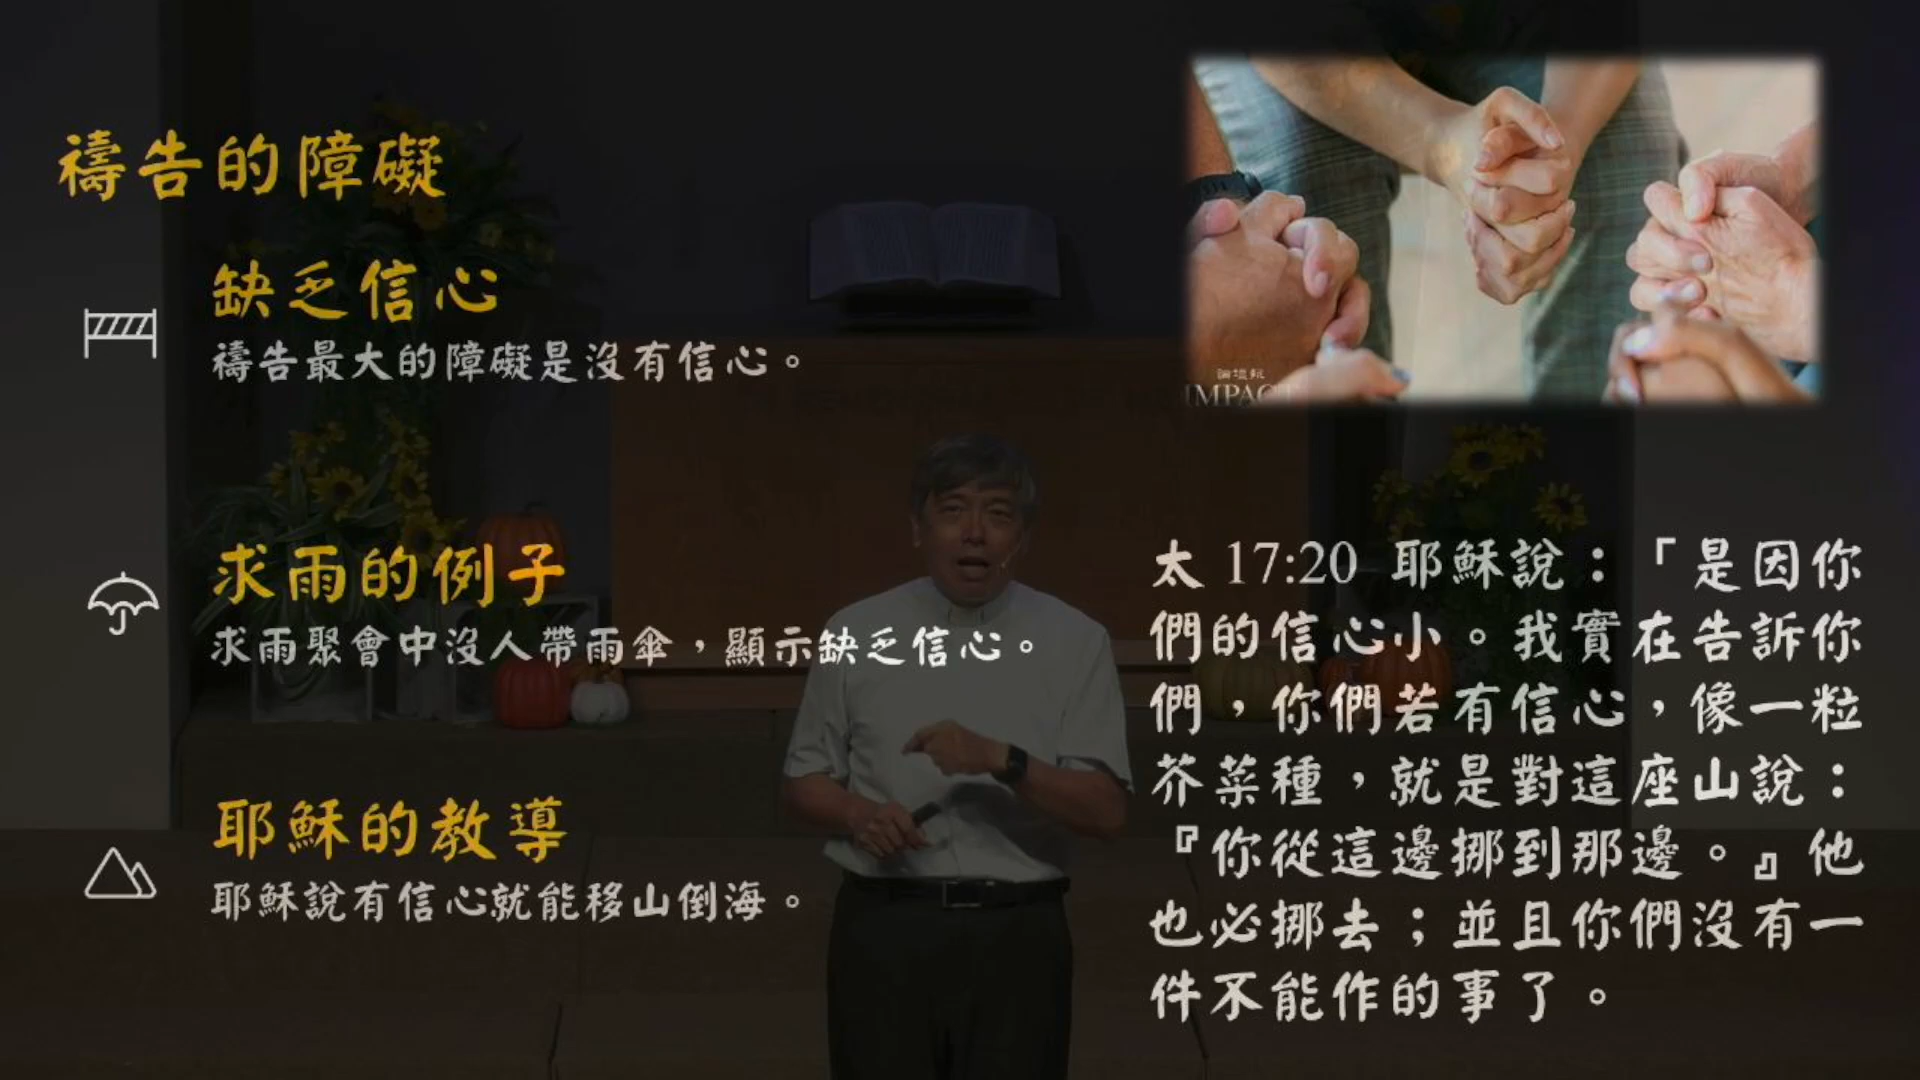 禱告的障礙
缺乏信心
禱告最大的障礙是沒有信心。
求雨的例子
求雨聚會中沒人帶雨傘，顯示缺乏信心。
耶穌的教導
耶穌說有信心就能移山倒海。
IMPACT
太 17:20 耶穌說：「是因你
們的信心小。我實在告訴你
們，你們若有信心，像一粒
芥菜種，就是對這座山說：
『你從這邊挪到那邊。』他
也必挪去；並且你們沒有一
件不能作的事了。